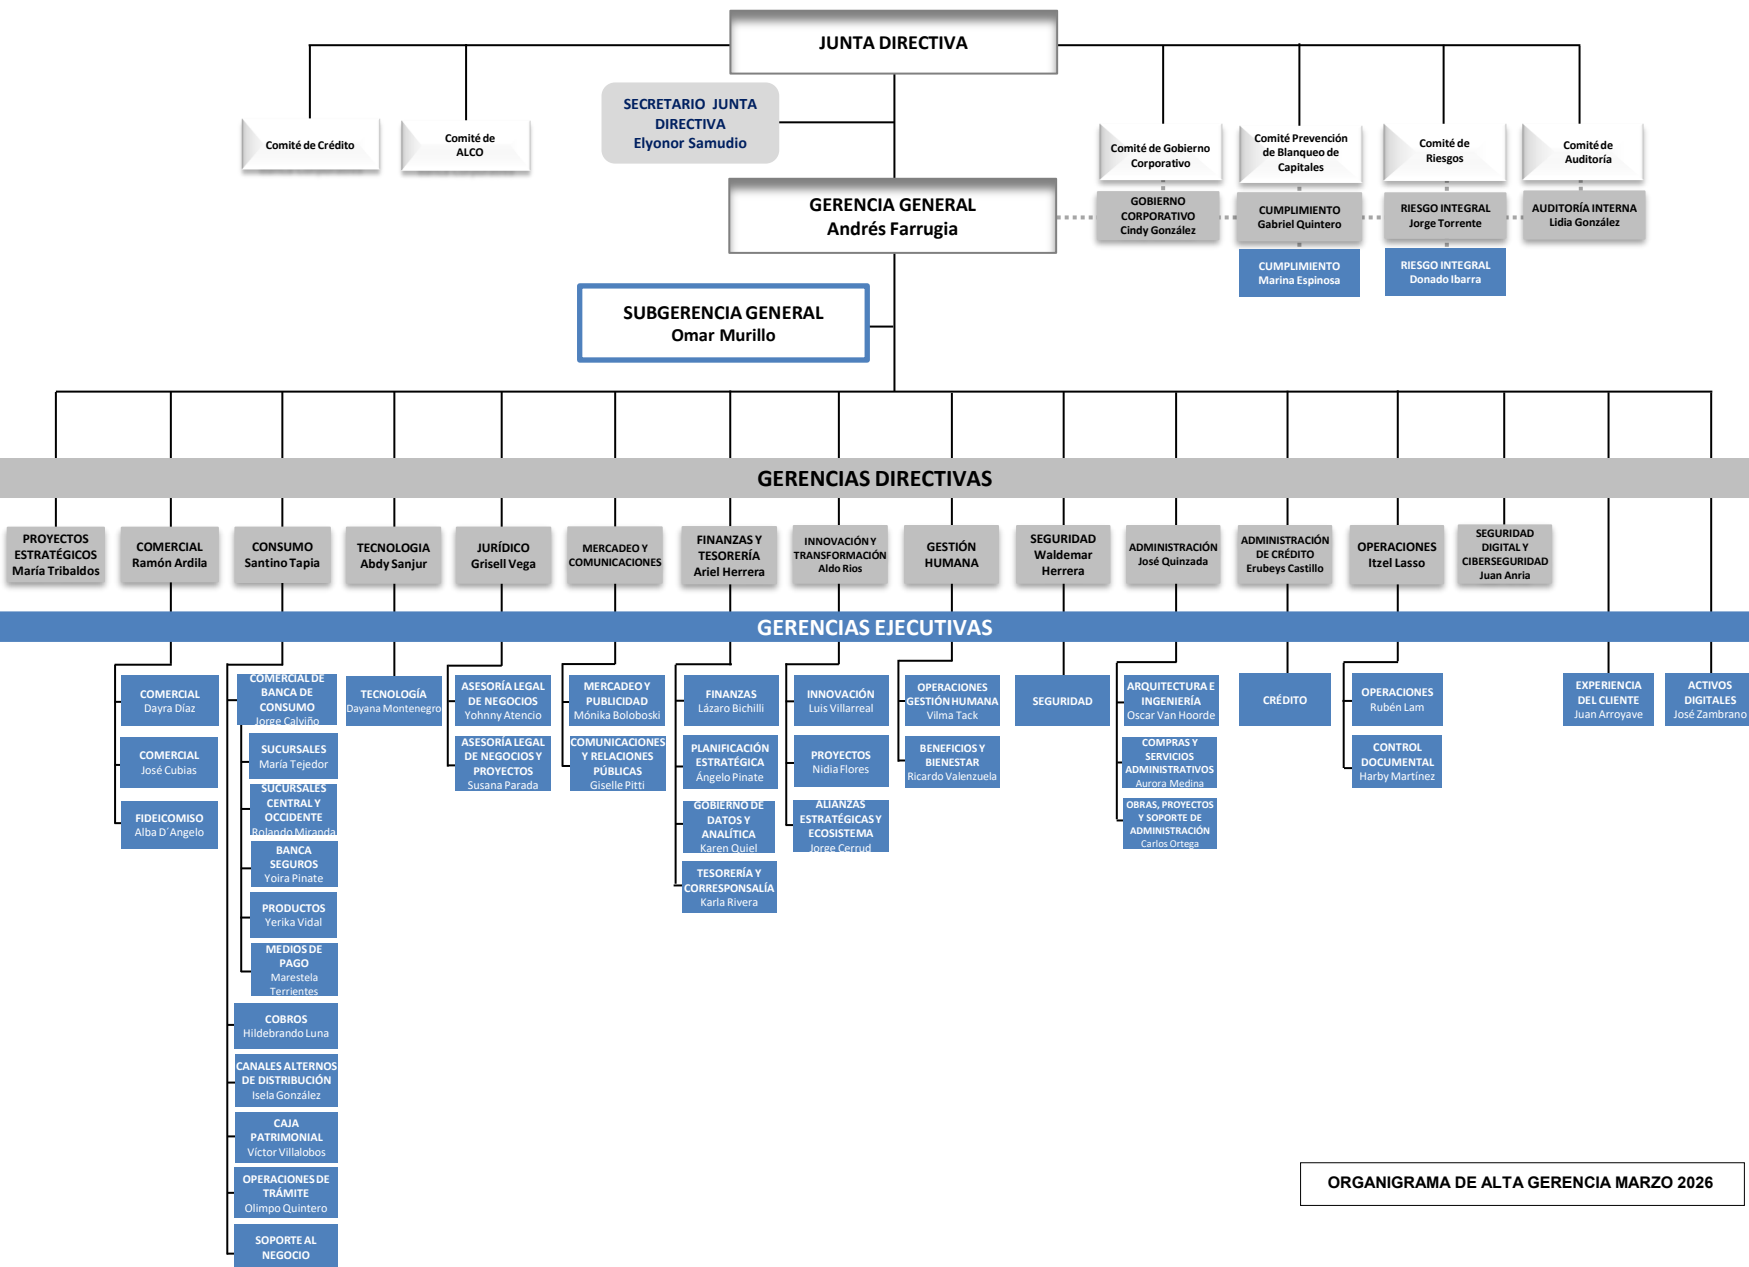 JUNTA DIRECTIVA
SECRETARIO JUNTA
DIRECTIVA
Elyonor Samudio
Comité de Crédito
Comité de
ALCO
Comité de Gobierno
Corporativo
Comité Prevención
de Blanqueo de
Capitales
Comité de
Riesgos
Comité de
Auditoría
GERENCIA GENERAL
Andrés Farrugia
GOBIERNO
CORPORATIVO
Cindy González
CUMPLIMIENTO
Gabriel Quintero
RIESGO INTEGRAL
Jorge Torrente
AUDITORÍA INTERNA
Lidia González
CUMPLIMIENTO
Marina Espinosa
RIESGO INTEGRAL
Donado Ibarra
SUBGERENCIA GENERAL
Omar Murillo
GERENCIAS DIRECTIVAS
PROYECTOS
ESTRATÉGICOS
María Tribaldos
COMERCIAL
Ramón Ardila
CONSUMO
Santino Tapia
TECNOLOGIA
Abdy Sanjur
JURÍDICO
Grisell Vega
MERCADEO Y
COMUNICACIONES
FINANZAS Y
TESORERÍA
Ariel Herrera
INNOVACIÓN Y
TRANSFORMACIÓN
Aldo Rios
GESTIÓN
HUMANA
SEGURIDAD
Waldemar
Herrera
ADMINISTRACIÓN
José Quinzada
ADMINISTRACIÓN
DE CRÉDITO
Erubeys Castillo
OPERACIONES
Itzel Lasso
SEGURIDAD
DIGITAL Y
CIBERSEGURIDAD
Juan Anria
GERENCIAS EJECUTIVAS
COMERCIAL
Dayra Díaz
COMERCIAL
José Cubias
FIDEICOMISO
Alba D´Angelo
COMERCIAL DE
BANCA DE
CONSUMO
Jorge Calviño
SUCURSALES
María Tejedor
SUCURSALES
CENTRAL Y
OCCIDENTE
Rolando Miranda
BANCA
SEGUROS
Yoira Pinate
PRODUCTOS
Yerika Vidal
MEDIOS DE
PAGO
Marestela
Terrientes
COBROS
Hildebrando Luna
CANALES ALTERNOS
DE DISTRIBUCIÓN
Isela González
CAJA
PATRIMONIAL
Víctor Villalobos
OPERACIONES DE
TRÁMITE
Olimpo Quintero
SOPORTE AL
NEGOCIO
TECNOLOGÍA
Dayana Montenegro
ASESORÍA LEGAL
DE NEGOCIOS
Yohnny Atencio
ASESORÍA LEGAL
DE NEGOCIOS Y
PROYECTOS
Susana Parada
MERCADEO Y
PUBLICIDAD
Mónika Boloboski
COMUNICACIONES
Y RELACIONES
PÚBLICAS
Giselle Pitti
FINANZAS
Lázaro Bichilli
PLANIFICACIÓN
ESTRATÉGICA
Ángelo Pinate
GOBIERNO DE
DATOS Y
ANALÍTICA
Karen Quiel
TESORERÍA Y
CORRESPONSALÍA
Karla Rivera
INNOVACIÓN
Luis Villarreal
PROYECTOS
Nidia Flores
ALIANZAS
ESTRATÉGICAS Y
ECOSISTEMA
Jorge Cerrud
OPERACIONES
GESTIÓN HUMANA
Vilma Tack
BENEFICIOS Y
BIENESTAR
Ricardo Valenzuela
SEGURIDAD
ARQUITECTURA E
INGENIERÍA
Oscar Van Hoorde
COMPRAS Y
SERVICIOS
ADMINISTRATIVOS
Aurora Medina
OBRAS, PROYECTOS
Y SOPORTE DE
ADMINISTRACIÓN
Carlos Ortega
CRÉDITO
OPERACIONES
Rubén Lam
CONTROL
DOCUMENTAL
Harby Martínez
EXPERIENCIA
DEL CLIENTE
Juan Arroyave
ACTIVOS
DIGITALES
José Zambrano
ORGANIGRAMA DE ALTA GERENCIA MARZO 2026